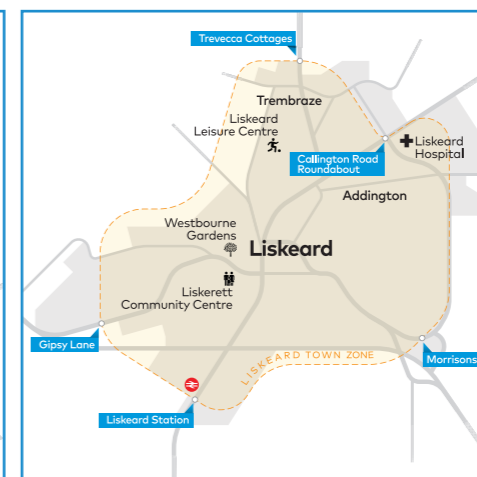 Trevecca Cottages
Trembraze
Liskeard
Leisure Centre
Callington Road
Roundabout
Liskeard
Hospital
Addington
Westbourne
Gardens
Liskeard
Liskerett
Community Centre
Gipsy Lane
LISKEARD TOWN ZONE
Morrisons
Liskeard Station